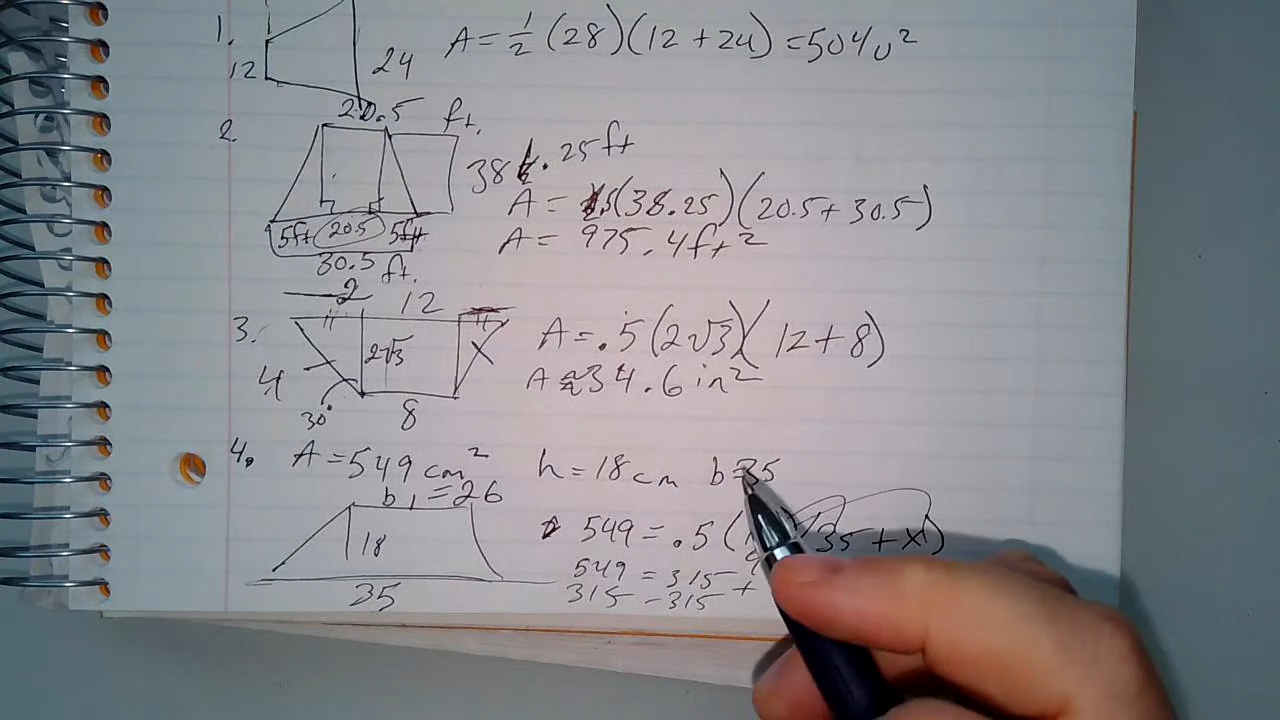 1.
12
24
A = 1/2 (28)(12 + 24) = 504 u²
2
20.5 ft.
38.25 ft
5ft 20.5 5ft
30.5 ft.
A = .5(38.25)(20.5 + 30.5)
A = 975.4 ft²
3.
2 12
4
2√3
30°
8
A = .5(2√3)(12 + 8)
A ≈ 34.6 in²
4. A = 549 cm² h = 18 cm b = 35
b1 = 26
18
35
549 = .5( 35 + x)
549 = 315 +
315 - 315